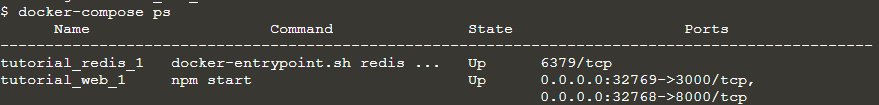 $ docker-compose ps
Name Command State Ports
--------------------------------------------------------------------------------------------------------------
tutorial_redis_1 docker-entrypoint.sh redis ... Up 6379/tcp
tutorial_web_1 npm start Up 0.0.0.0:32769->3000/tcp,
0.0.0.0:32768->8000/tcp